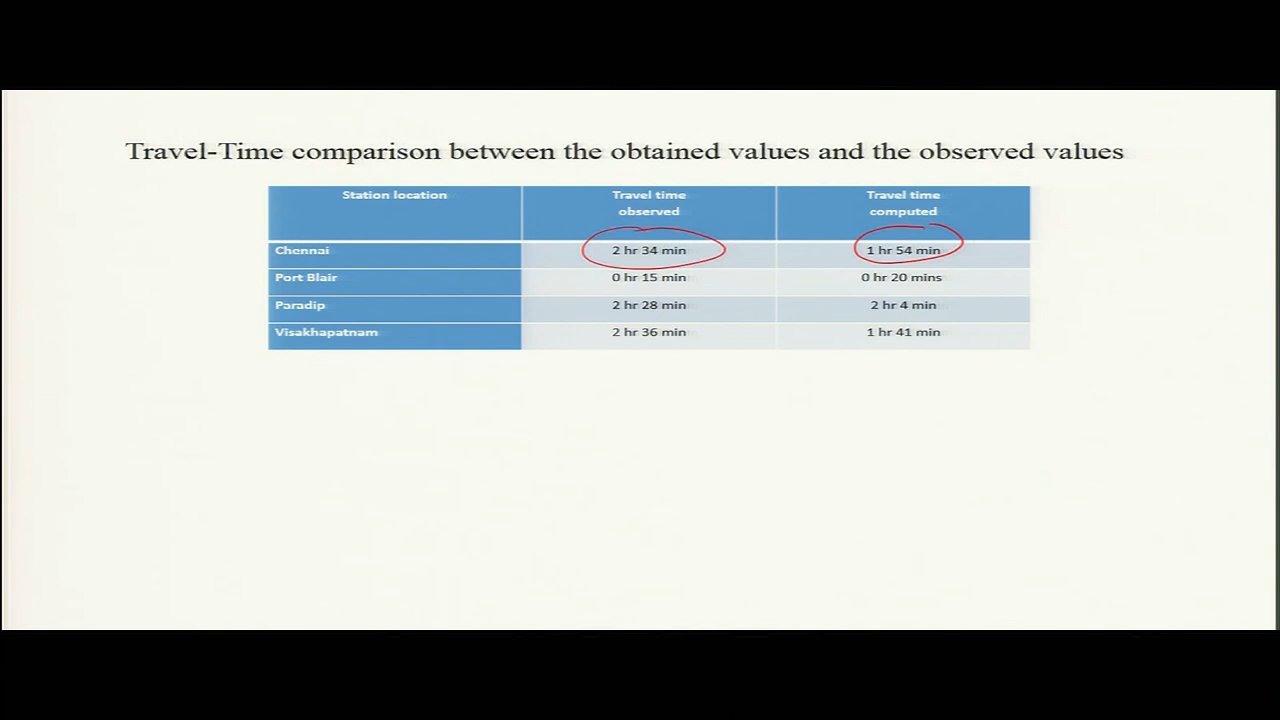 Travel-Time comparison between the obtained values and the observed values
Station location Travel time observed Travel time computed
Chennai 2 hr 34 min 1 hr 54 min
Port Blair 0 hr 15 min 0 hr 20 mins
Paradip 2 hr 28 min 2 hr 4 min
Visakhapatnam 2 hr 36 min 1 hr 41 min